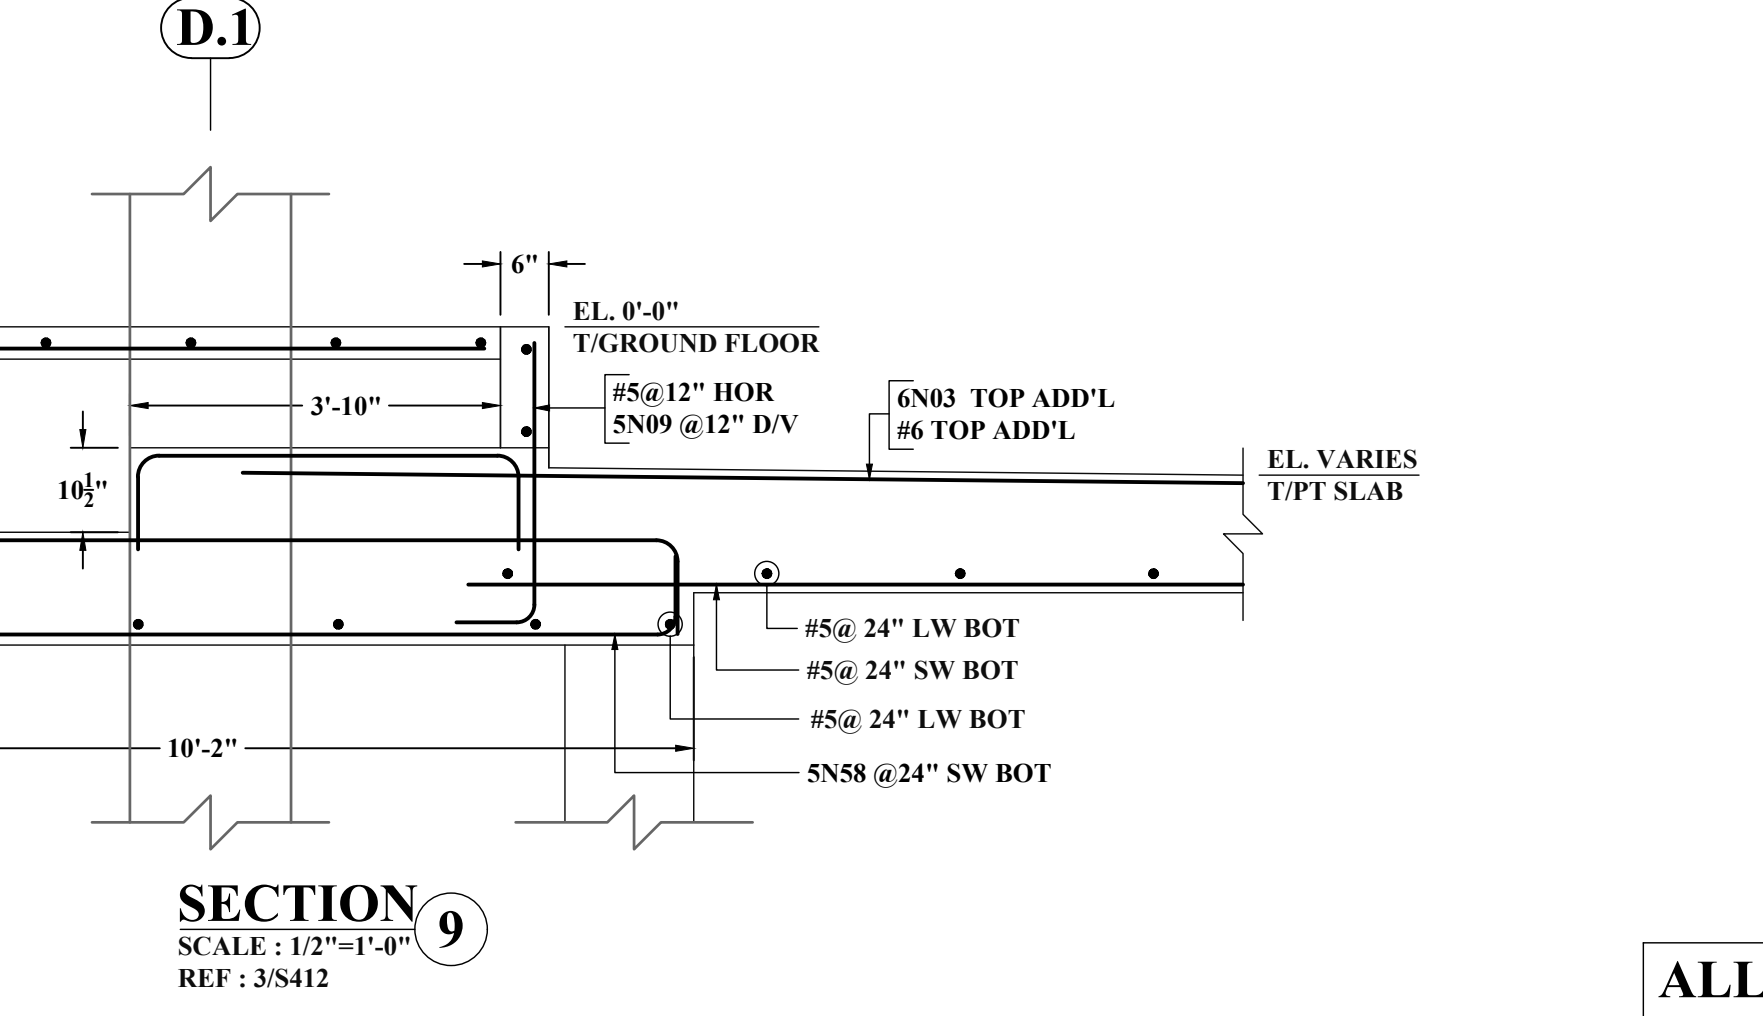 D.1
6"
EL. 0'-0"
T/GROUND FLOOR
#5@12" HOR
5N09 @12" D/V
6N03 TOP ADD'L
#6 TOP ADD'L
3'-10"
EL. VARIES
T/PT SLAB
10½"
#5@ 24" LW BOT
#5@ 24" SW BOT
#5@ 24" LW BOT
10'-2"
5N58 @24" SW BOT
SECTION 9
SCALE : 1/2"=1'-0"
REF : 3/S412
ALL